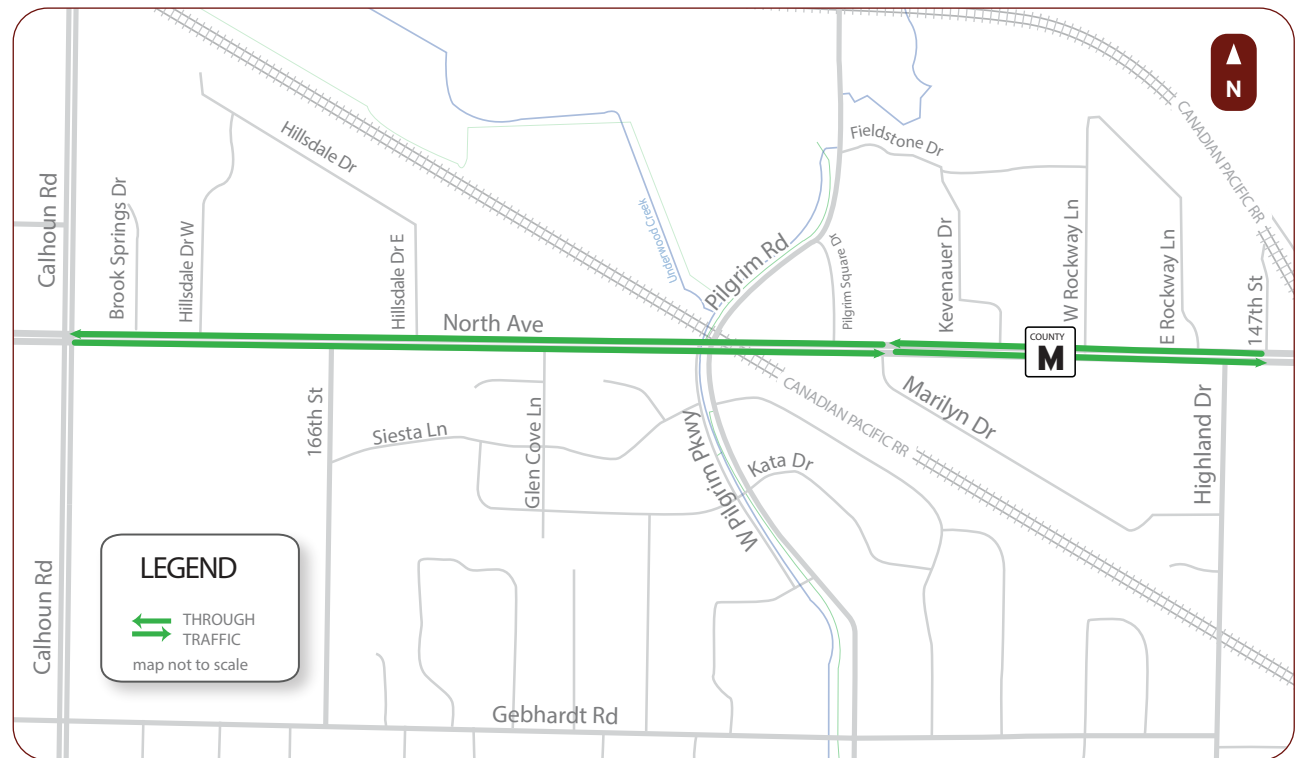 N
CANADIAN PACIFIC RR
Fieldstone Dr
Hillsdale Dr
Calhoun Rd
Brook Springs Dr
Hillsdale Dr W
Hillsdale Dr E
Underwood Creek
Pilgrim Rd
Pilgrim Square Dr
Kevenauer Dr
W Rockway Ln
E Rockway Ln
147th St
North Ave
COUNTY
M
CANADIAN PACIFIC RR
Marilyn Dr
Highland Dr
166th St
Siesta Ln
Glen Cove Ln
W Pilgrim Pkwy
Kata Dr
Calhoun Rd
LEGEND
THROUGH
TRAFFIC
map not to scale
Gebhardt Rd